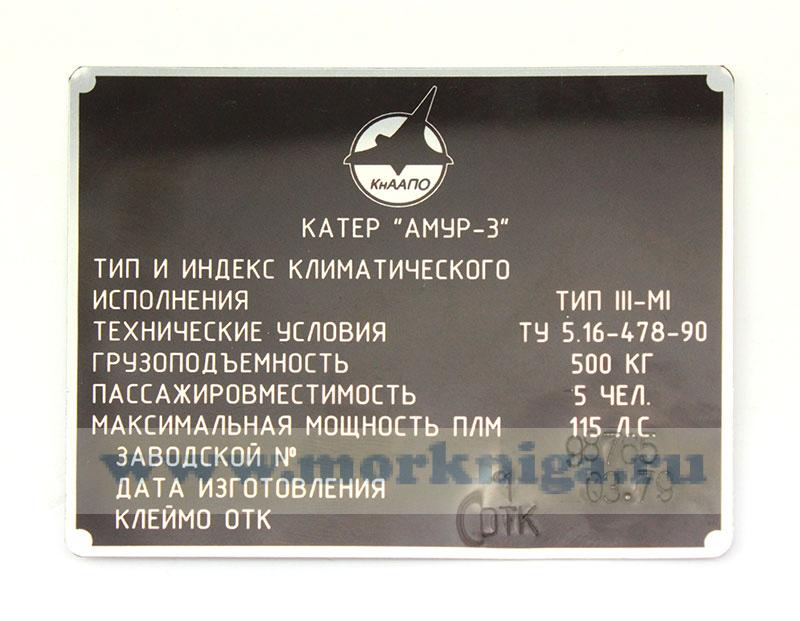 КнААПО
КАТЕР "АМУР-3"
ТИП И ИНДЕКС КЛИМАТИЧЕСКОГО
ИСПОЛНЕНИЯ ТИП III-МI
ТЕХНИЧЕСКИЕ УСЛОВИЯ ТУ 5.16-478-90
ГРУЗОПОДЪЕМНОСТЬ 500 КГ
ПАССАЖИРОВМЕСТИМОСТЬ 5 ЧЕЛ.
МАКСИМАЛЬНАЯ МОЩНОСТЬ ПЛМ 115 Л.С.
ЗАВОДСКОЙ №
ДАТА ИЗГОТОВЛЕНИЯ 03.79
КЛЕЙМО ОТК ОТК
www.morkniga.ru